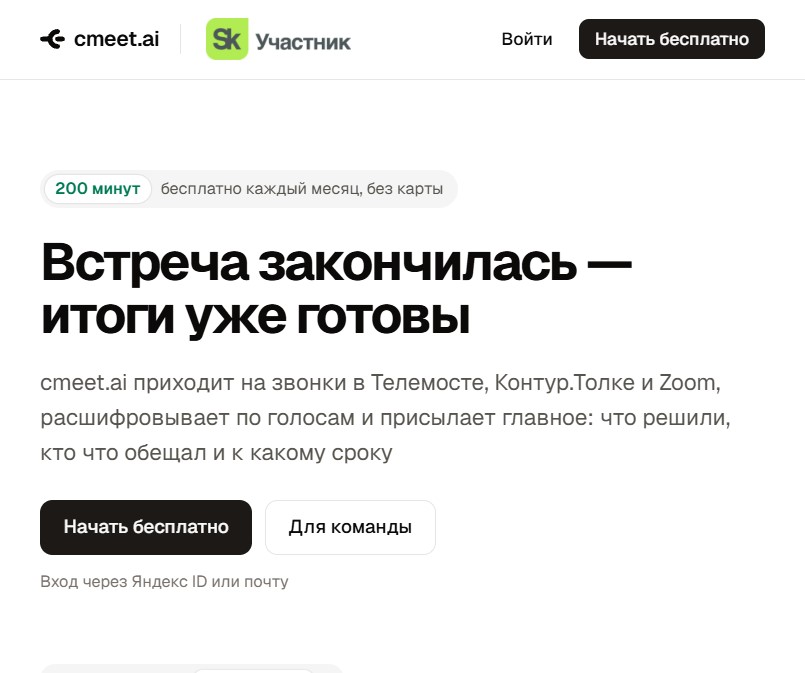 cmeet.ai
Sk Участник
Войти
Начать бесплатно
200 минут бесплатно каждый месяц, без карты
Встреча закончилась —
итоги уже готовы
cmeet.ai приходит на звонки в Телемосте, Контур.Толке и Zoom,
расшифровывает по голосам и присылает главное: что решили,
кто что обещал и к какому сроку
Начать бесплатно
Для команды
Вход через Яндекс ID или почту